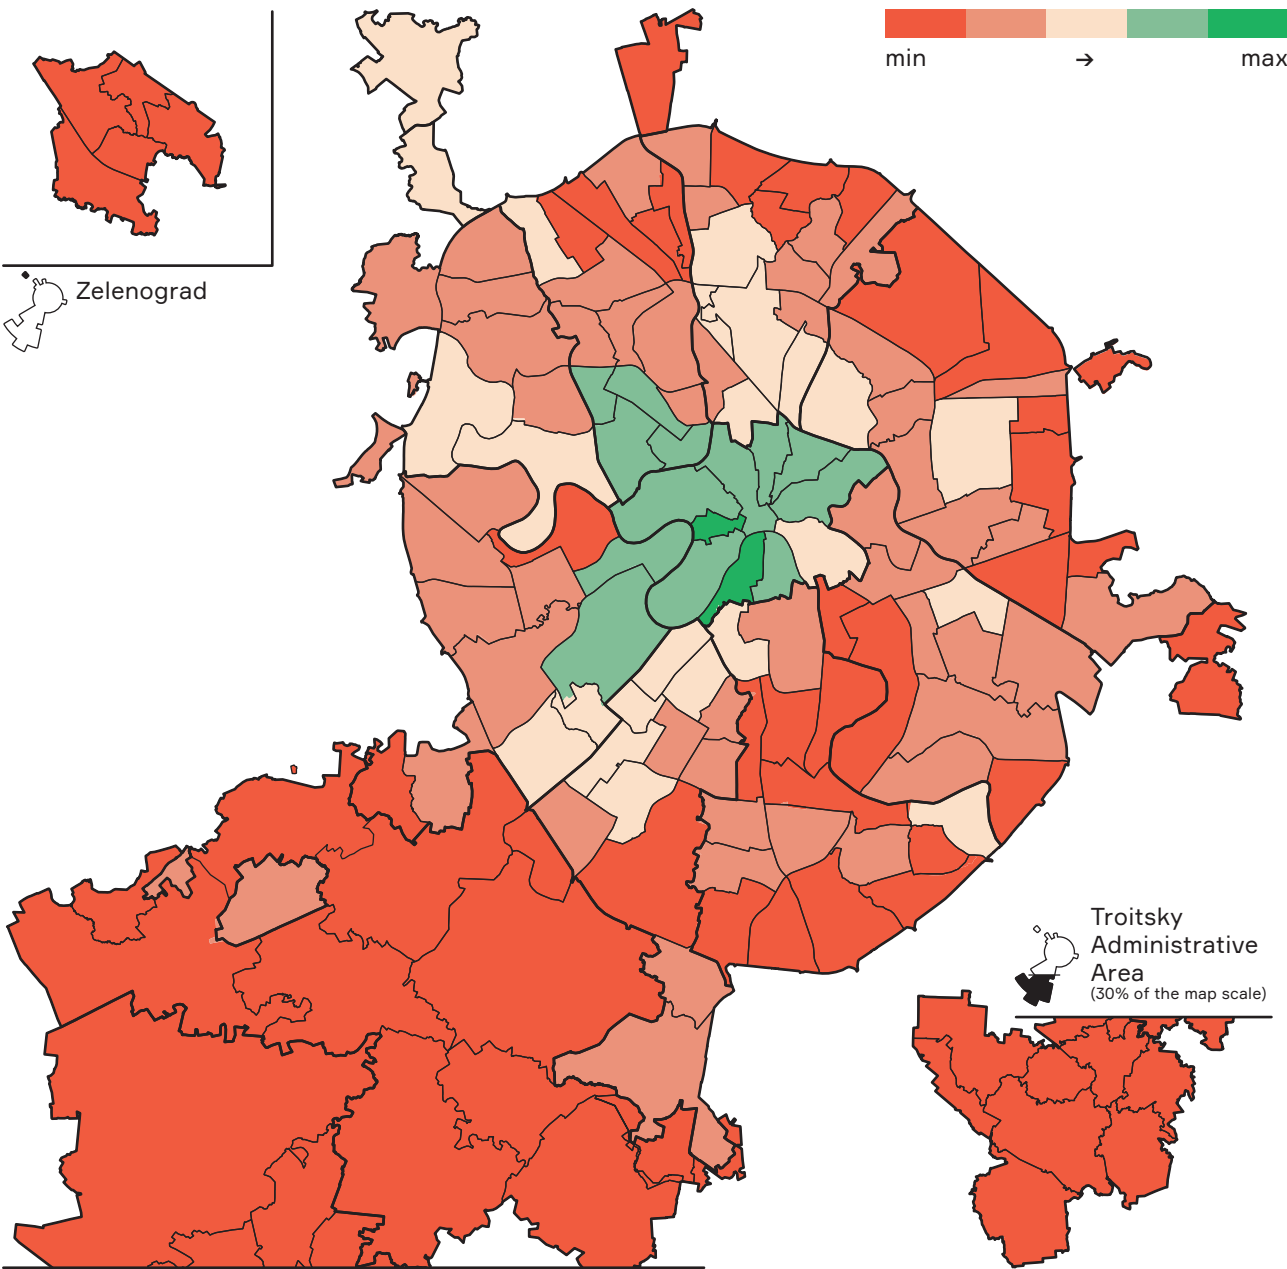 min → max
Zelenograd
Troitsky
Administrative
Area
(30% of the map scale)